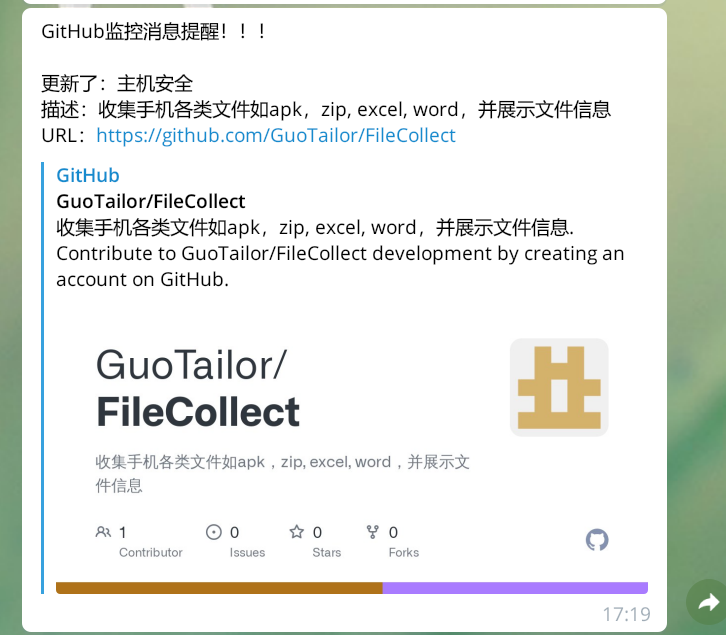 GitHub监控消息提醒！！！
更新了：主机安全
描述：收集手机各类文件如apk，zip, excel, word，并展示文件信息
URL：https://github.com/GuoTailor/FileCollect
GitHub
GuoTailor/FileCollect
收集手机各类文件如apk，zip, excel, word，并展示文件信息.
Contribute to GuoTailor/FileCollect development by creating an
account on GitHub.
GuoTailor/
FileCollect
收集手机各类文件如apk，zip, excel, word，并展示文
件信息
1 0 0 0
Contributor Issues Stars Forks
17:19